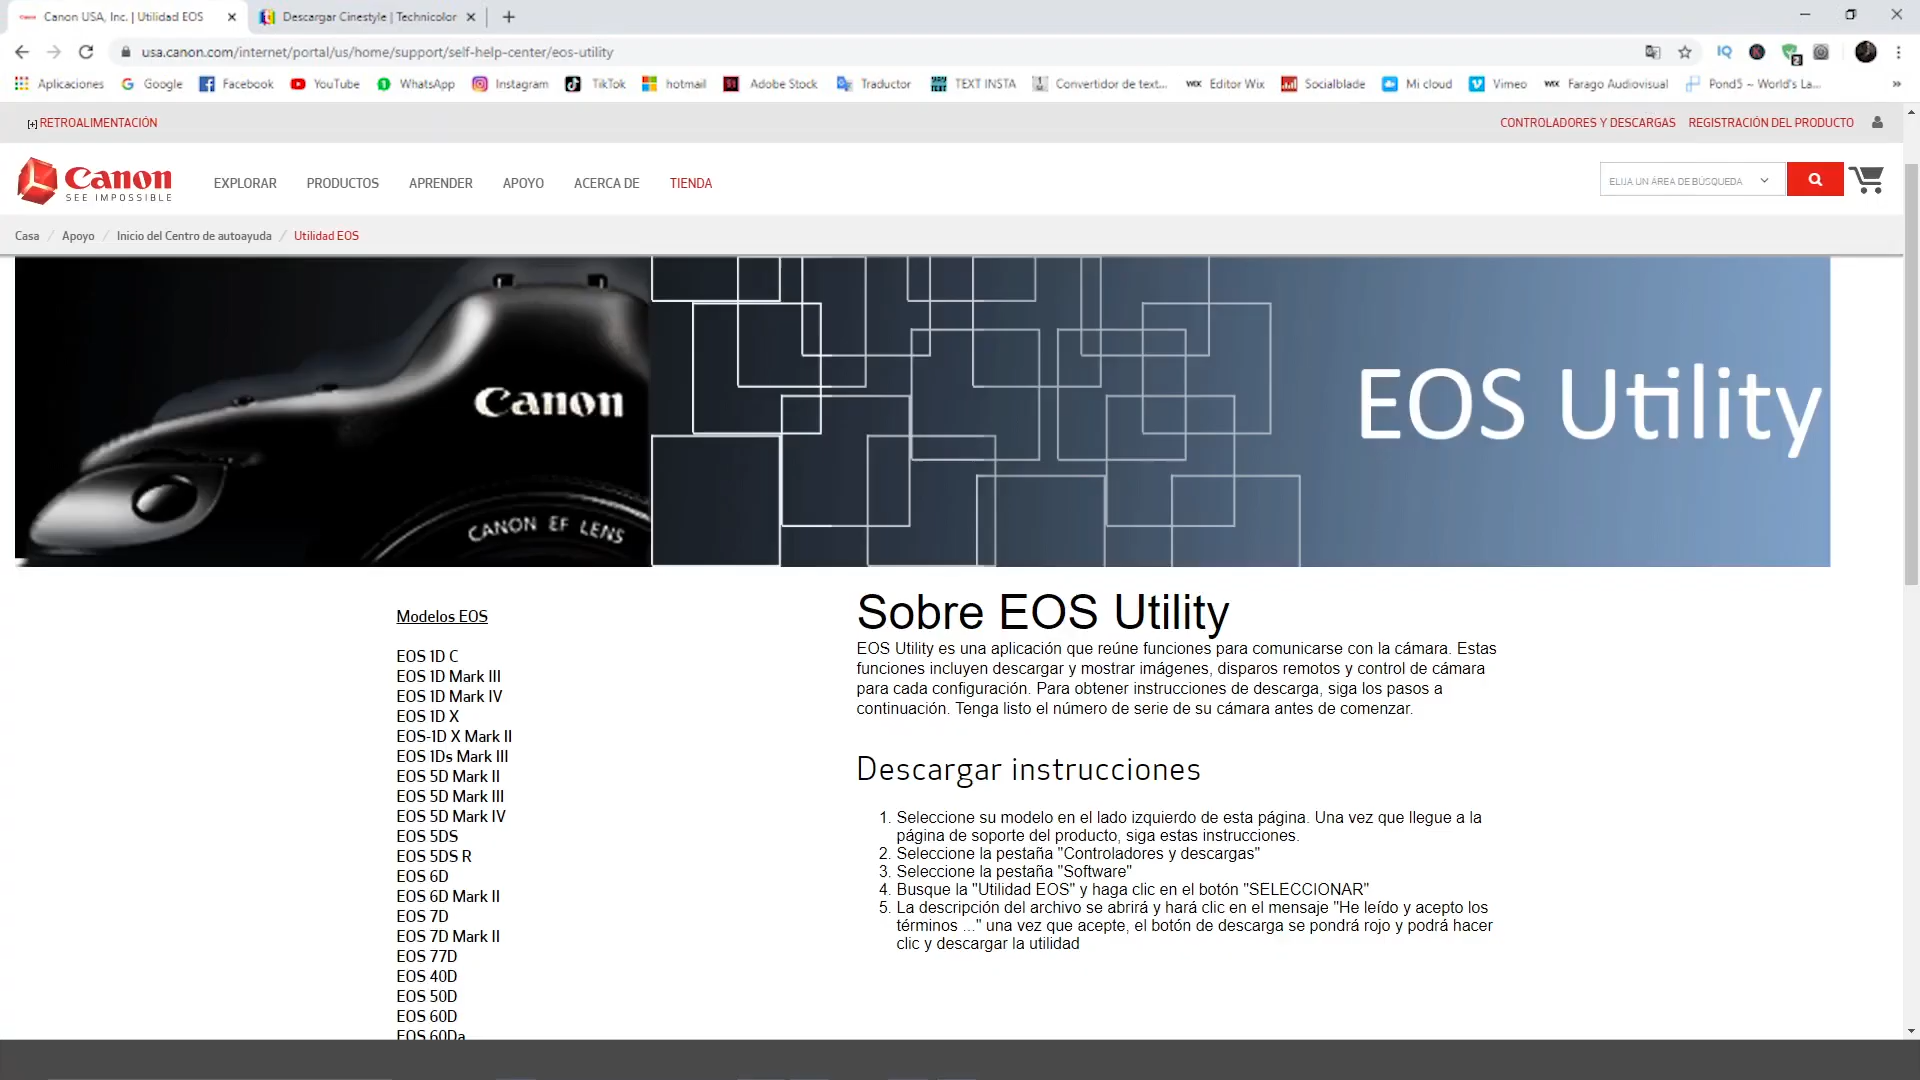 Canon USA, Inc. | Utilidad EOS
Descargar Cinestyle | Technicolor
usa.canon.com/internet/portal/us/home/support/self-help-center/eos-utility
IQ
K
2
Aplicaciones
Google
Facebook
YouTube
WhatsApp
Instagram
TikTok
hotmail
Adobe Stock
Traductor
TEXT INSTA
Convertidor de text...
WIX Editor Wix
Socialblade
Mi cloud
Vimeo
WIX Farago Audiovisual
Pond5 ~ World's La...
»
[+] RETROALIMENTACIÓN
CONTROLADORES Y DESCARGAS
REGISTRACIÓN DEL PRODUCTO
Canon
SEE IMPOSSIBLE
EXPLORAR
PRODUCTOS
APRENDER
APOYO
ACERCA DE
TIENDA
ELIJA UN ÁREA DE BÚSQUEDA
Casa / Apoyo / Inicio del Centro de autoayuda / Utilidad EOS
Canon
CANON EF LENS
EOS Utility
Modelos EOS
EOS 1D C
EOS 1D Mark III
EOS 1D Mark IV
EOS 1D X
EOS-1D X Mark II
EOS 1Ds Mark III
EOS 5D Mark II
EOS 5D Mark III
EOS 5D Mark IV
EOS 5DS
EOS 5DS R
EOS 6D
EOS 6D Mark II
EOS 7D
EOS 7D Mark II
EOS 77D
EOS 40D
EOS 50D
EOS 60D
EOS 60Da
Sobre EOS Utility
EOS Utility es una aplicación que reúne funciones para comunicarse con la cámara. Estas
funciones incluyen descargar y mostrar imágenes, disparos remotos y control de cámara
para cada configuración. Para obtener instrucciones de descarga, siga los pasos a
continuación. Tenga listo el número de serie de su cámara antes de comenzar.
Descargar instrucciones
1. Seleccione su modelo en el lado izquierdo de esta página. Una vez que llegue a la
página de soporte del producto, siga estas instrucciones.
2. Seleccione la pestaña "Controladores y descargas"
3. Seleccione la pestaña "Software"
4. Busque la "Utilidad EOS" y haga clic en el botón "SELECCIONAR"
5. La descripción del archivo se abrirá y hará clic en el mensaje "He leído y acepto los
términos ..." una vez que acepte, el botón de descarga se pondrá rojo y podrá hacer
clic y descargar la utilidad